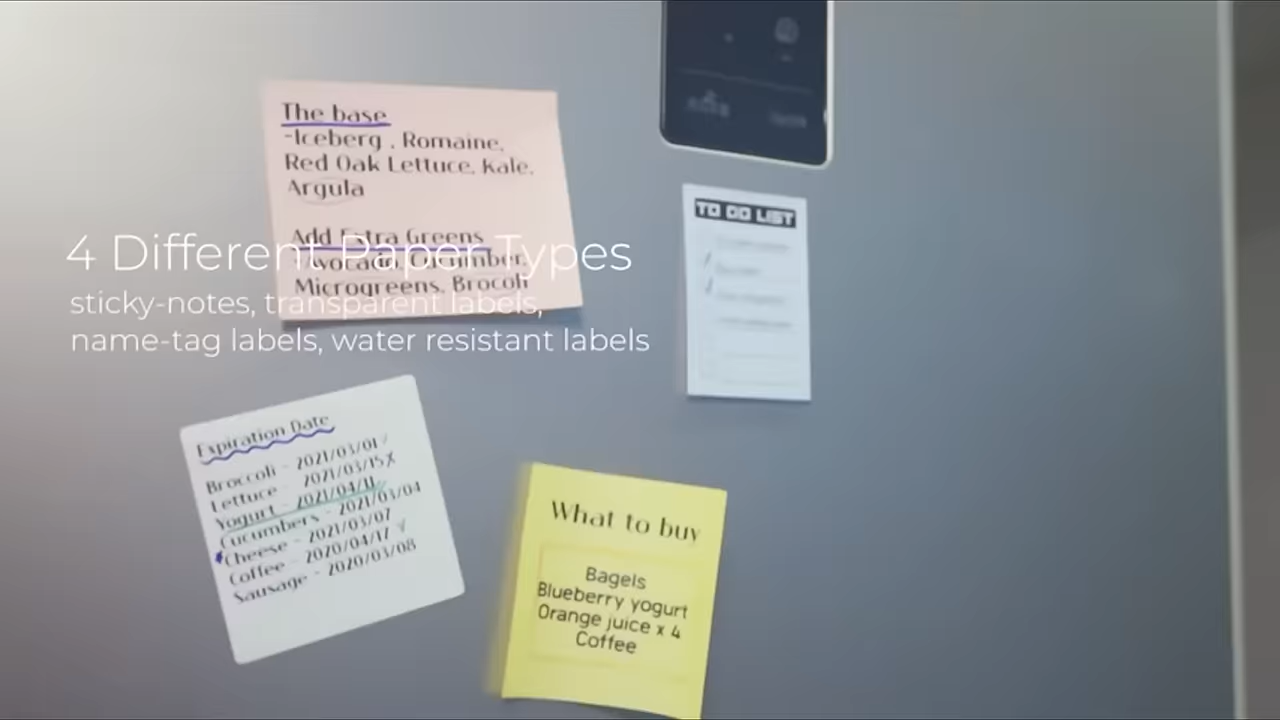 The base
-Iceberg , Romaine,
Red Oak Lettuce, Kale,
Argula
Add Extra Greens
Avocado, Cucumber,
Microgreens, Brocoli
4 Different Paper Types
sticky-notes, transparent labels,
name-tag labels, water resistant labels
TO DO LIST
Expiration Date
Broccoli - 2021/03/01
Lettuce - 2021/03/15 X
Yogurt - 2021/04/11
Cucumbers - 2021/03/04
Cheese - 2021/03/07
Coffee - 2020/04/17
Sausage - 2020/03/08
What to buy
Bagels
Blueberry yogurt
Orange juice x 4
Coffee